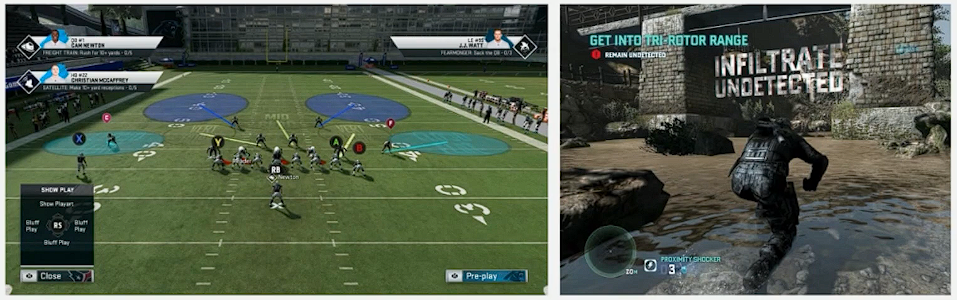 QB #1
CAM NEWTON
FREIGHT TRAIN: Rush for 10+ yards - 0/5
HB #22
CHRISTIAN MCCAFFREY
SATELLITE: Make 10+ yard receptions - 0/5
LE #99
J.J. WATT
FEARMONGER: Sack the QB - 0/3
X
Y
A
B
RB
Newton
SHOW PLAY
Show Playart
Bluff Play
RS
Bluff Play
Bluff Play
Close
Pre-play
GET INTO TRI-ROTOR RANGE
REMAIN UNDETECTED
INFILTRATE
UNDETECTED
PROXIMITY SHOCKER
3
20M